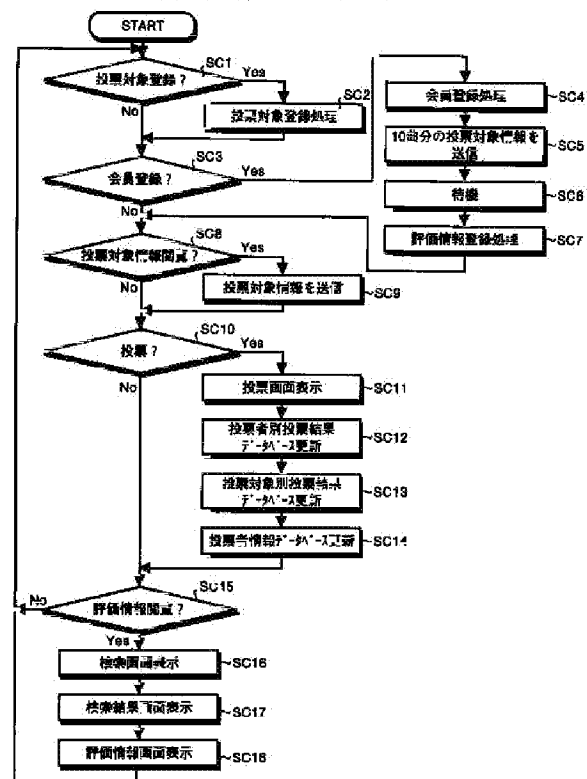 START
投票対象登録？
SC1
Yes
No
投票対象登録処理
SC2
会員登録？
SC3
Yes
No
会員登録処理
SC4
10曲分の投票対象情報を
送信
SC5
待機
SC6
評価情報登録処理
SC7
投票対象情報閲覧？
SC8
Yes
No
投票対象情報を送信
SC9
投票？
SC10
Yes
No
投票画面表示
SC11
投票者別投票結果
データベース更新
SC12
投票対象別投票結果
データベース更新
SC13
投票者情報データベース更新
SC14
評価情報閲覧？
SC15
No
Yes
検索画面表示
SC16
検索結果画面表示
SC17
評価情報画面表示
SC18